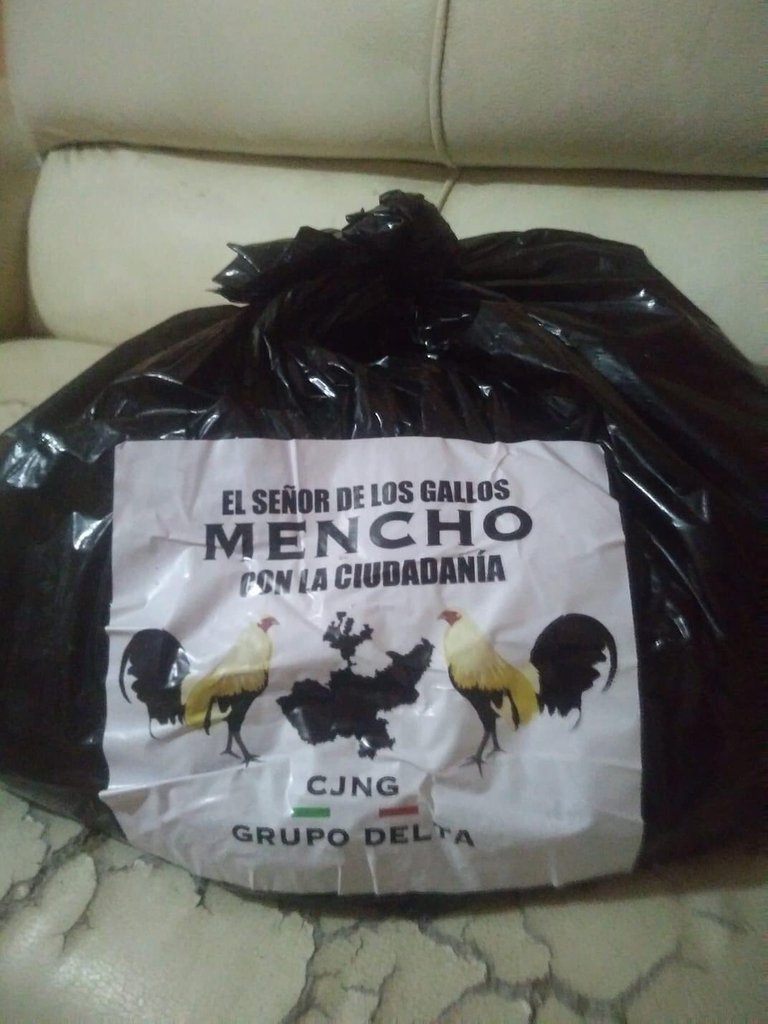 EL SEÑOR DE LOS GALLOS
MENCHO
CON LA CIUDADANÍA
CJNG
GRUPO DELTA